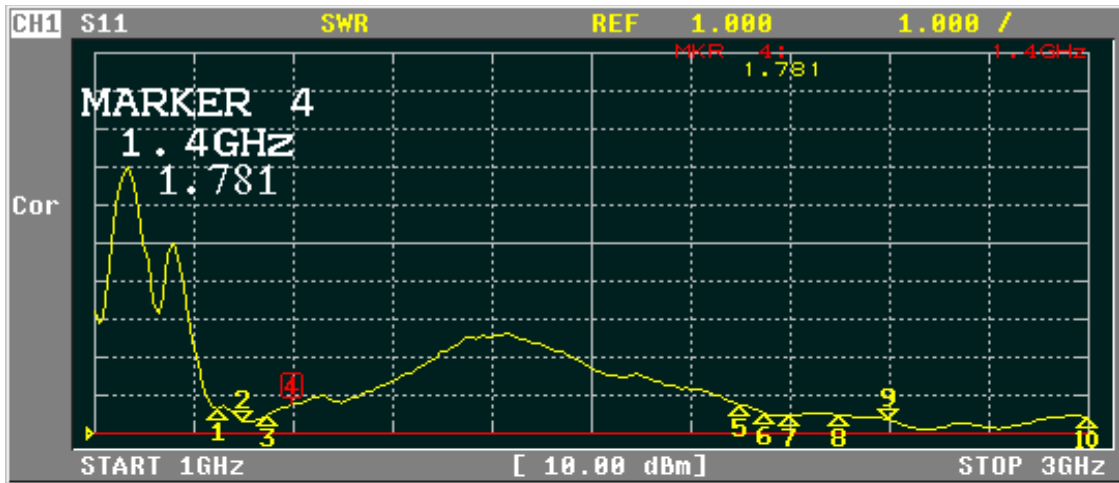 CH1 S11 SWR REF 1.000 1.000 /
MKR 4: 1.4GHz
1.781
MARKER 4
1.4GHz
1.781
Cor
4
2
9
1
3
5
6
7
8
10
START 1GHz [ 10.00 dBm] STOP 3GHz